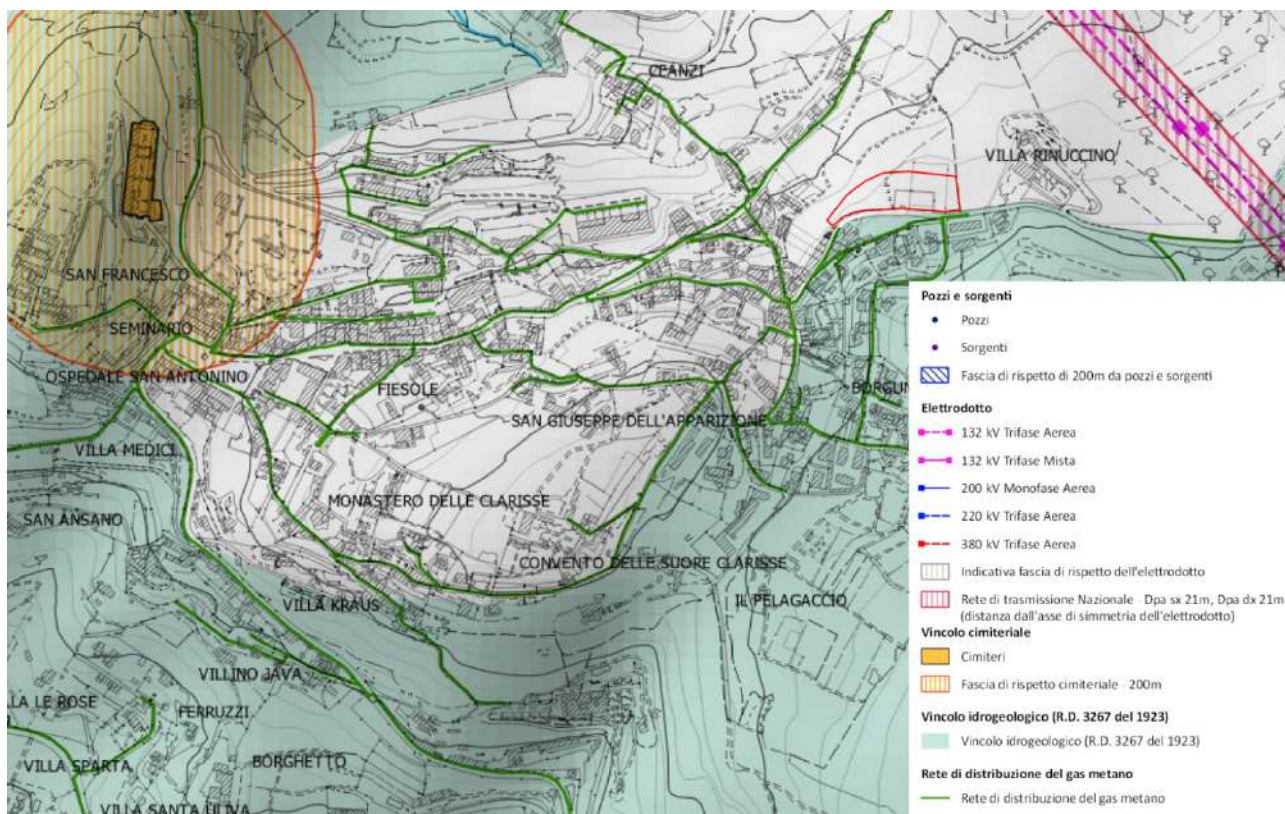 CEANZI
VILLA RINUCCINO
SAN FRANCESCO
SEMINARIO
OSPEDALE SAN ANTONINO
FIESOLE
SAN GIUSEPPE DELL'APPARIZIONE
BORGUN
VILLA MEDICI
MONASTERO DELLE CLARISSE
SAN ANSANO
CONVENTO DELLE SUORE CLARISSE
VILLA KRAUS
IL PELAGACCIO
VILLINO JAVA
LA LE ROSE
FERRUZZI
VILLA SPARTA
BORGHETTO
VILLA SANTA ULIVA
Pozzi e sorgenti
Pozzi
Sorgenti
Fascia di rispetto di 200m da pozzi e sorgenti
Elettrodotto
132 kV Trifase Aerea
132 kV Trifase Mista
200 kV Monofase Aerea
220 kV Trifase Aerea
380 kV Trifase Aerea
Indicativa fascia di rispetto dell'elettrodotto
Rete di trasmissione Nazionale - Dpa sx 21m, Dpa dx 21m
(distanza dall'asse di simmetria dell'elettrodotto)
Vincolo cimiteriale
Cimiteri
Fascia di rispetto cimiteriale - 200m
Vincolo idrogeologico (R.D. 3267 del 1923)
Vincolo idrogeologico (R.D. 3267 del 1923)
Rete di distribuzione del gas metano
Rete di distribuzione del gas metano